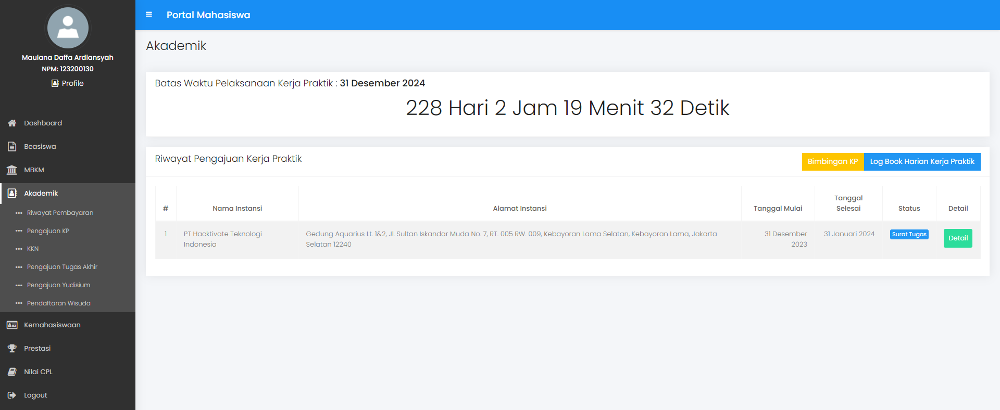 Maulana Daffa Ardiansyah
NPM: 123200130
Profile
Dashboard
Beasiswa
MBKM
Akademik
Riwayat Pembayaran
Pengajuan KP
KKN
Pengajuan Tugas Akhir
Pengajuan Yudisium
Pendaftaran Wisuda
Kemahasiswaan
Prestasi
Nilai CPL
Logout
Portal Mahasiswa
Akademik
Batas Waktu Pelaksanaan Kerja Praktik : 31 Desember 2024
228 Hari 2 Jam 19 Menit 32 Detik
Riwayat Pengajuan Kerja Praktik
Bimbingan KP Log Book Harian Kerja Praktik
# Nama Instansi Alamat Instansi Tanggal Mulai Tanggal Selesai Status Detail
1 PT Hacktivate Teknologi Gedung Aquarius Lt. 1&2, Jl. Sultan Iskandar Muda No. 7, RT. 005 RW. 009, Kebayoran Lama Selatan, Kebayoran Lama, Jakarta 31 Desember 31 Januari 2024 Surat Tugas Detail
Indonesia Selatan 12240 2023